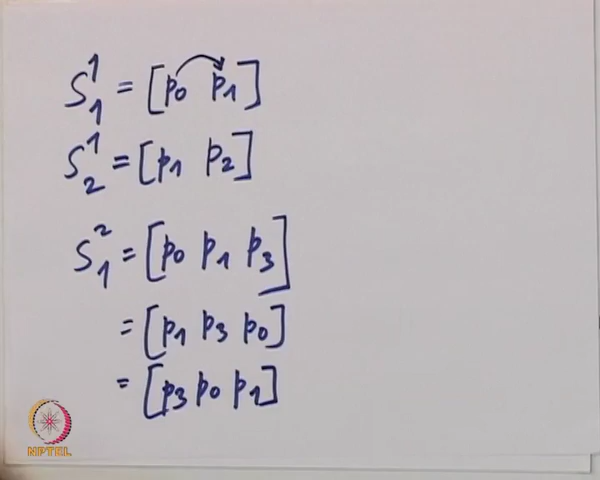 S₁¹ = [p₀ p₁]
S₂¹ = [p₁ p₂]
S₁² = [p₀ p₁ p₃]
= [p₁ p₃ p₀]
= [p₃ p₀ p₁]
NPTEL